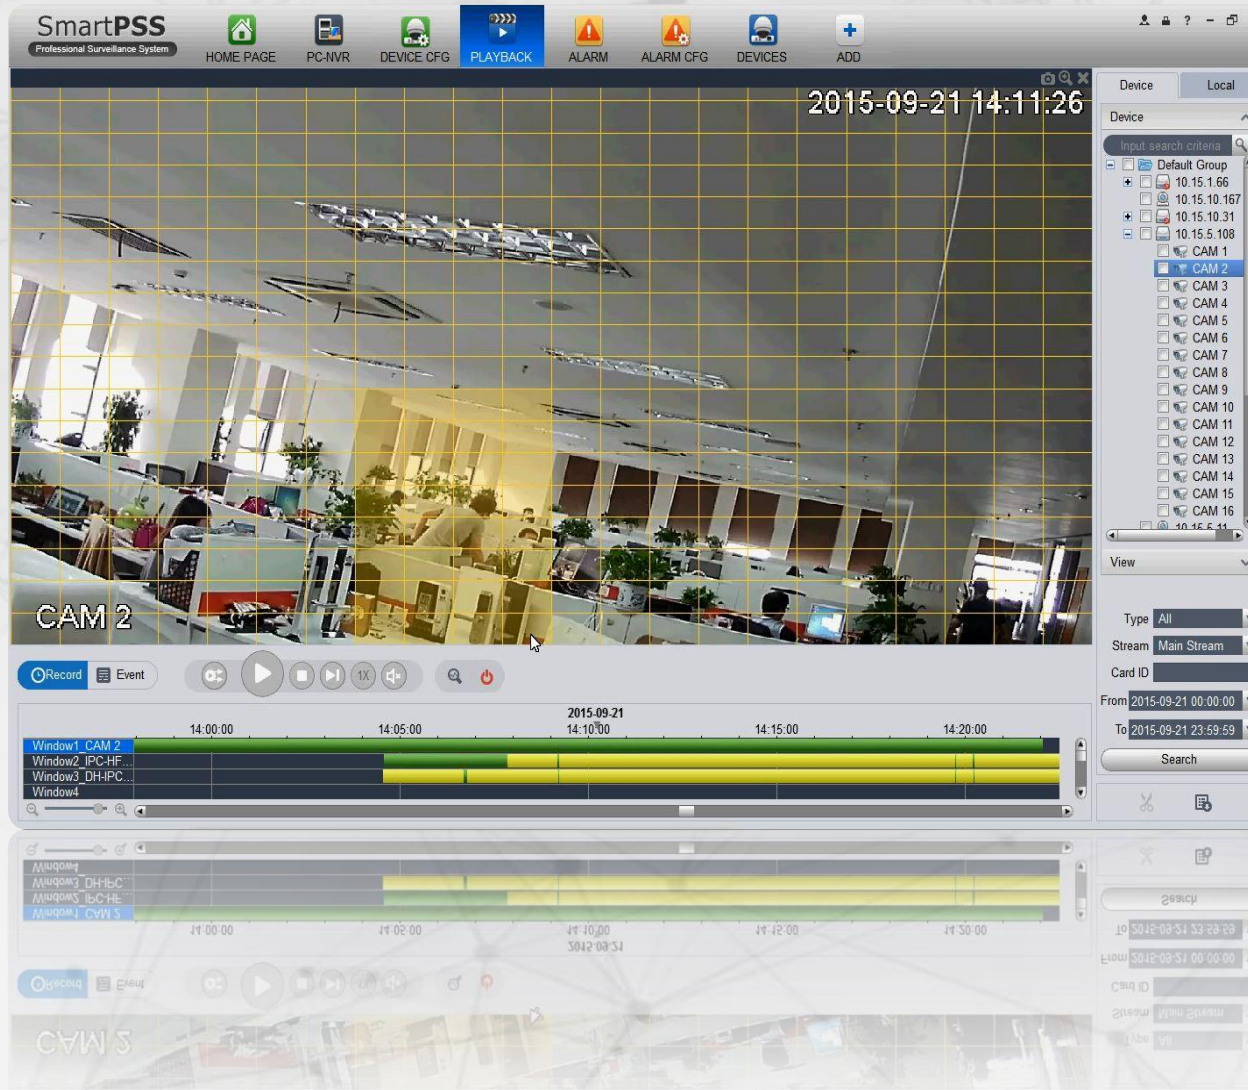 SmartPSS
Professional Surveillance System
HOME PAGE
PC-NVR
DEVICE CFG
PLAYBACK
ALARM
ALARM CFG
DEVICES
ADD
?
2015-09-21 14:11:26
CAM 2
Device
Local
Device
Input search criteria
Default Group
10.15.1.66
10.15.10.167
10.15.10.31
10.15.5.108
CAM 1
CAM 2
CAM 3
CAM 4
CAM 5
CAM 6
CAM 7
CAM 8
CAM 9
CAM 10
CAM 11
CAM 12
CAM 13
CAM 14
CAM 15
CAM 16
View
Type All
Stream Main Stream
Card ID
From 2015-09-21 00:00:00
To 2015-09-21 23:59:59
Search
Record
Event
1X
2015-09-21
14:00:00 14:05:00 14:10:00 14:15:00 14:20:00
Window1_CAM 2
Window2_IPC-HF...
Window3_DH-IPC...
Window4